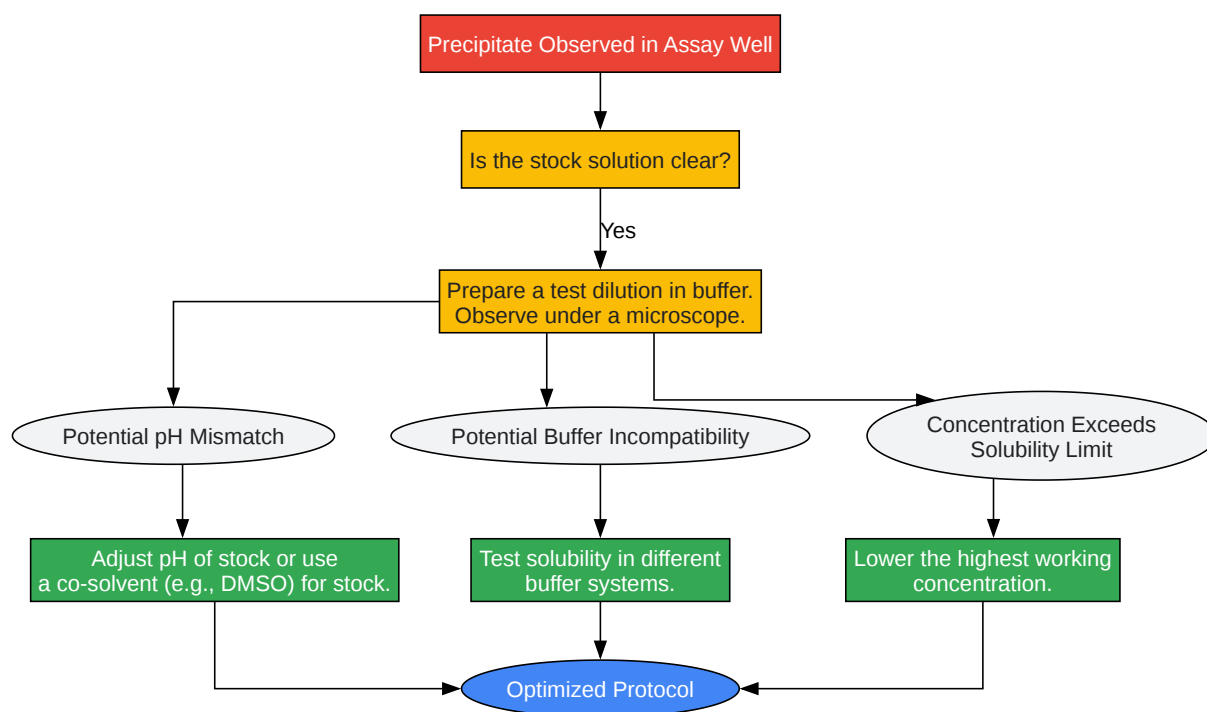 Precipitate Observed in Assay Well
Is the stock solution clear?
Yes
Prepare a test dilution in buffer.
Observe under a microscope.
Potential pH Mismatch
Potential Buffer Incompatibility
Concentration Exceeds
Solubility Limit
Adjust pH of stock or use
a co-solvent (e.g., DMSO) for stock.
Test solubility in different
buffer systems.
Lower the highest working
concentration.
Optimized Protocol